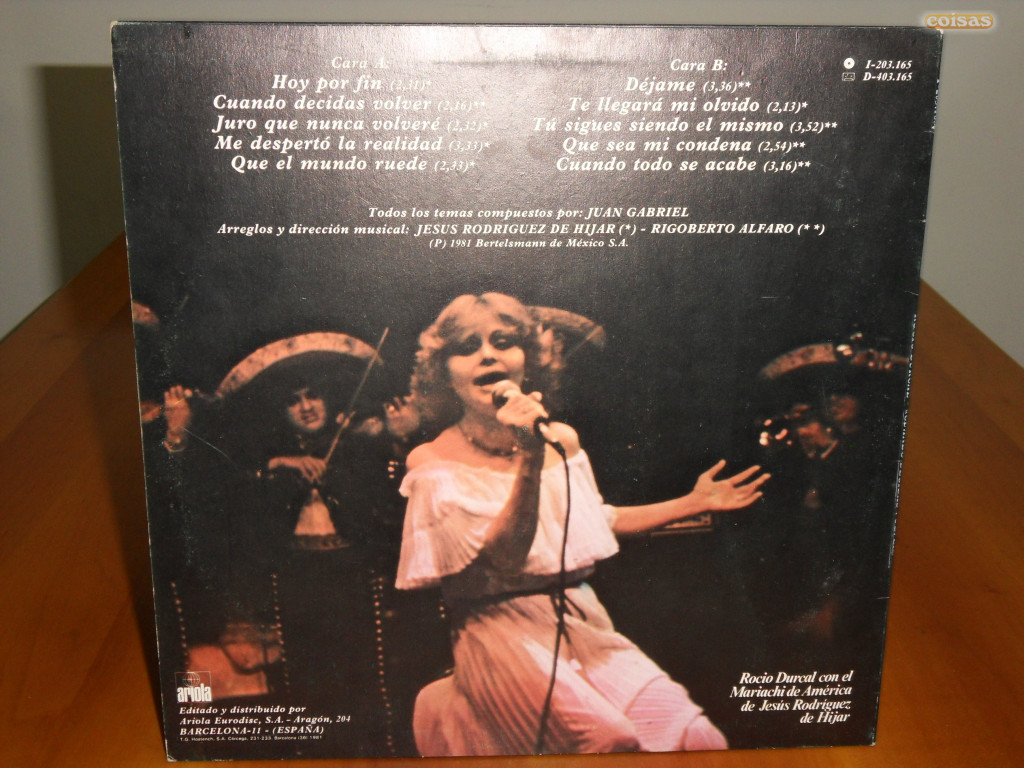 coisas
Cara A:
Hoy por fin (2,31)*
Cuando decidas volver (2,16)**
Juro que nunca volveré (2,32)*
Me despertó la realidad (3,33)*
Que el mundo ruede (2,33)*
Cara B:
Déjame (3,36)**
Te llegará mi olvido (2,13)*
Tú sigues siendo el mismo (3,52)**
Que sea mi condena (2,54)**
Cuando todo se acabe (3,16)**
I-203.165
D-403.165
Todos los temas compuestos por: JUAN GABRIEL
Arreglos y dirección musical: JESUS RODRIGUEZ DE HIJAR (*) - RIGOBERTO ALFARO (**)
(P) 1981 Bertelsmann de México S.A.
Rocio Durcal con el
Mariachi de América
de Jesús Rodríguez
de Hijar
ariola
Editado y distribuido por
Ariola Eurodisc, S.A. - Aragón, 204
BARCELONA-11 - (ESPAÑA)